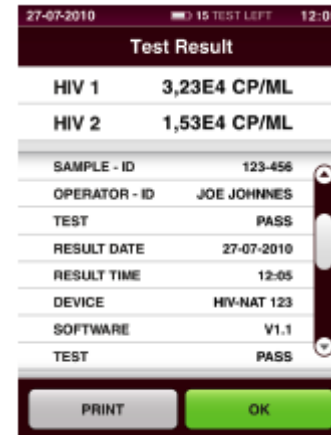 27-07-2010 15 TEST LEFT 12:0
Test Result
HIV 1 3,23E4 CP/ML
HIV 2 1,53E4 CP/ML
SAMPLE - ID 123-456
OPERATOR - ID JOE JOHNNES
TEST PASS
RESULT DATE 27-07-2010
RESULT TIME 12:05
DEVICE HIV-NAT 123
SOFTWARE V1.1
TEST PASS
PRINT OK